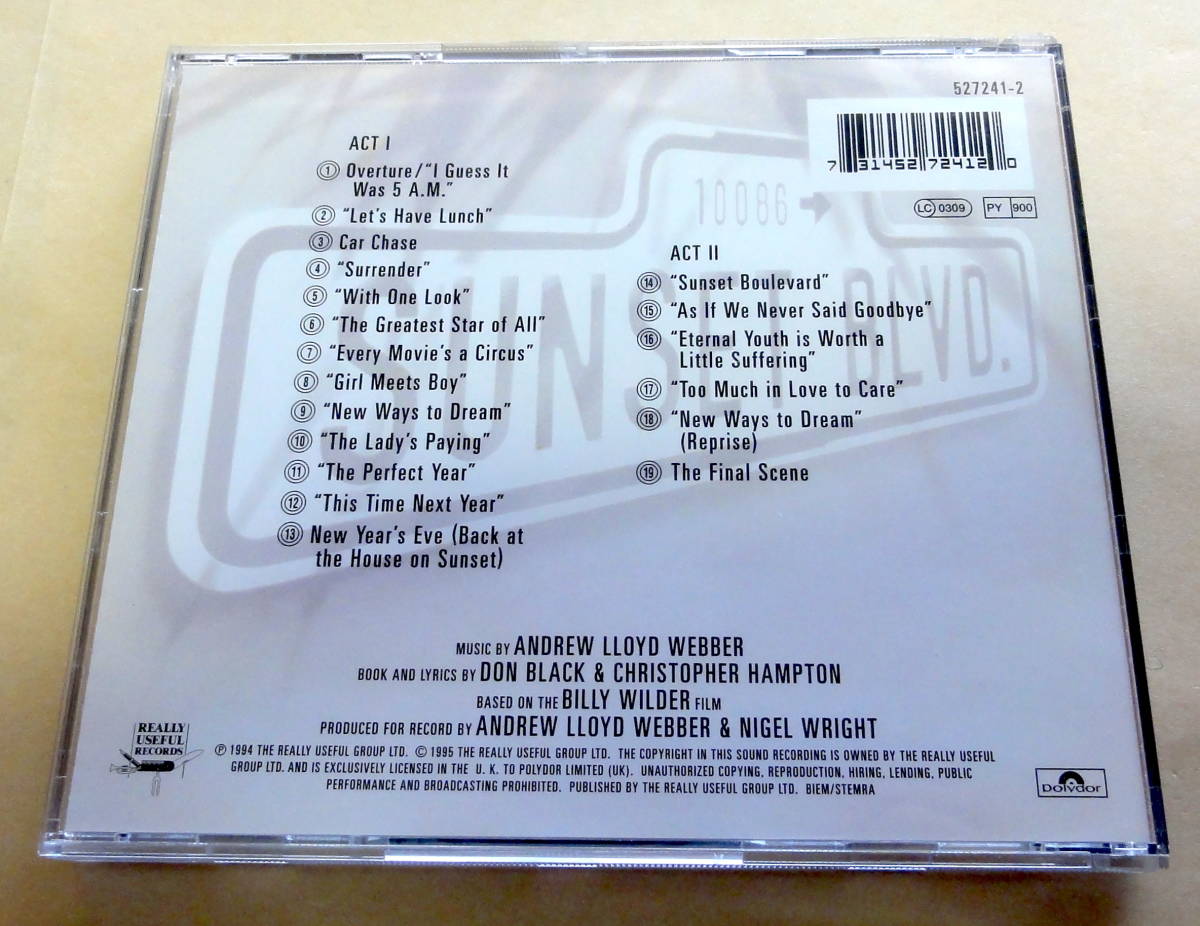 527241-2
7 31452 72412 0
LC 0309 PY 900
ACT I
1 Overture/"I Guess It
Was 5 A.M."
2 "Let's Have Lunch"
3 Car Chase
4 "Surrender"
5 "With One Look"
6 "The Greatest Star of All"
7 "Every Movie's a Circus"
8 "Girl Meets Boy"
9 "New Ways to Dream"
10 "The Lady's Paying"
11 "The Perfect Year"
12 "This Time Next Year"
13 New Year's Eve (Back at
the House on Sunset)
ACT II
14 "Sunset Boulevard"
15 "As If We Never Said Goodbye"
16 "Eternal Youth is Worth a
Little Suffering"
17 "Too Much in Love to Care"
18 "New Ways to Dream"
(Reprise)
19 The Final Scene
10086
SUNSET BLVD.
MUSIC BY ANDREW LLOYD WEBBER
BOOK AND LYRICS BY DON BLACK & CHRISTOPHER HAMPTON
BASED ON THE BILLY WILDER FILM
PRODUCED FOR RECORD BY ANDREW LLOYD WEBBER & NIGEL WRIGHT
REALLY
USEFUL
RECORDS
℗ 1994 THE REALLY USEFUL GROUP LTD. © 1995 THE REALLY USEFUL GROUP LTD. THE COPYRIGHT IN THIS SOUND RECORDING IS OWNED BY THE REALLY USEFUL
GROUP LTD. AND IS EXCLUSIVELY LICENSED IN THE U. K. TO POLYDOR LIMITED (UK). UNAUTHORIZED COPYING, REPRODUCTION, HIRING, LENDING, PUBLIC
PERFORMANCE AND BROADCASTING PROHIBITED. PUBLISHED BY THE REALLY USEFUL GROUP LTD. BIEM/STEMRA
Polydor